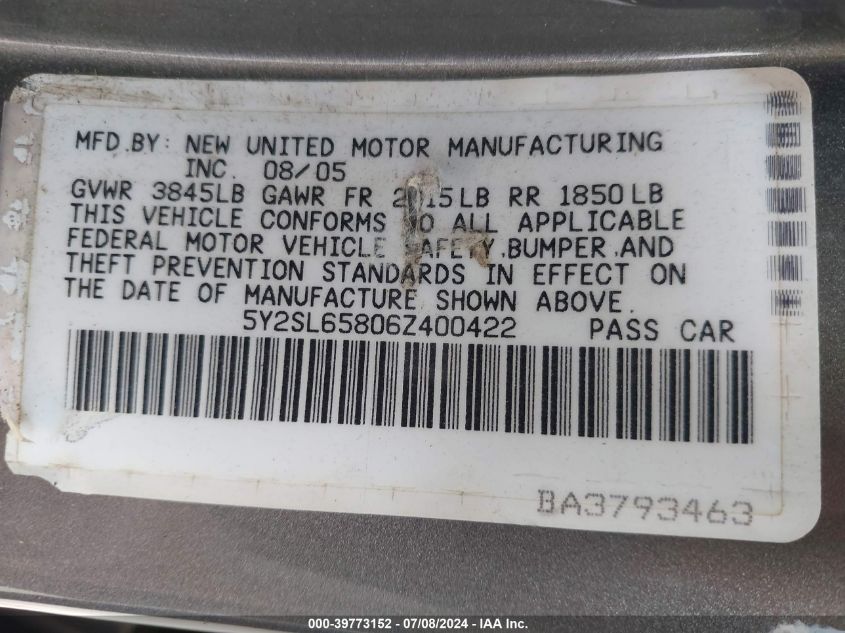 MFD.BY: NEW UNITED MOTOR MANUFACTURING
INC. 08/05
GVWR 3845LB GAWR FR LB RR 1850LB
THIS VEHICLE CONFORMS TO ALL APPLICABLE
FEDERAL MOTOR VEHICLE SAFETY,BUMPER,AND
THEFT PREVENTION STANDARDS IN EFFECT ON
THE DATE OF MANUFACTURE SHOWN ABOVE.
5Y2SL65806Z400422 PASS CAR
BA3793463
000-39773152 - 07/08/2024 - IAA Inc.